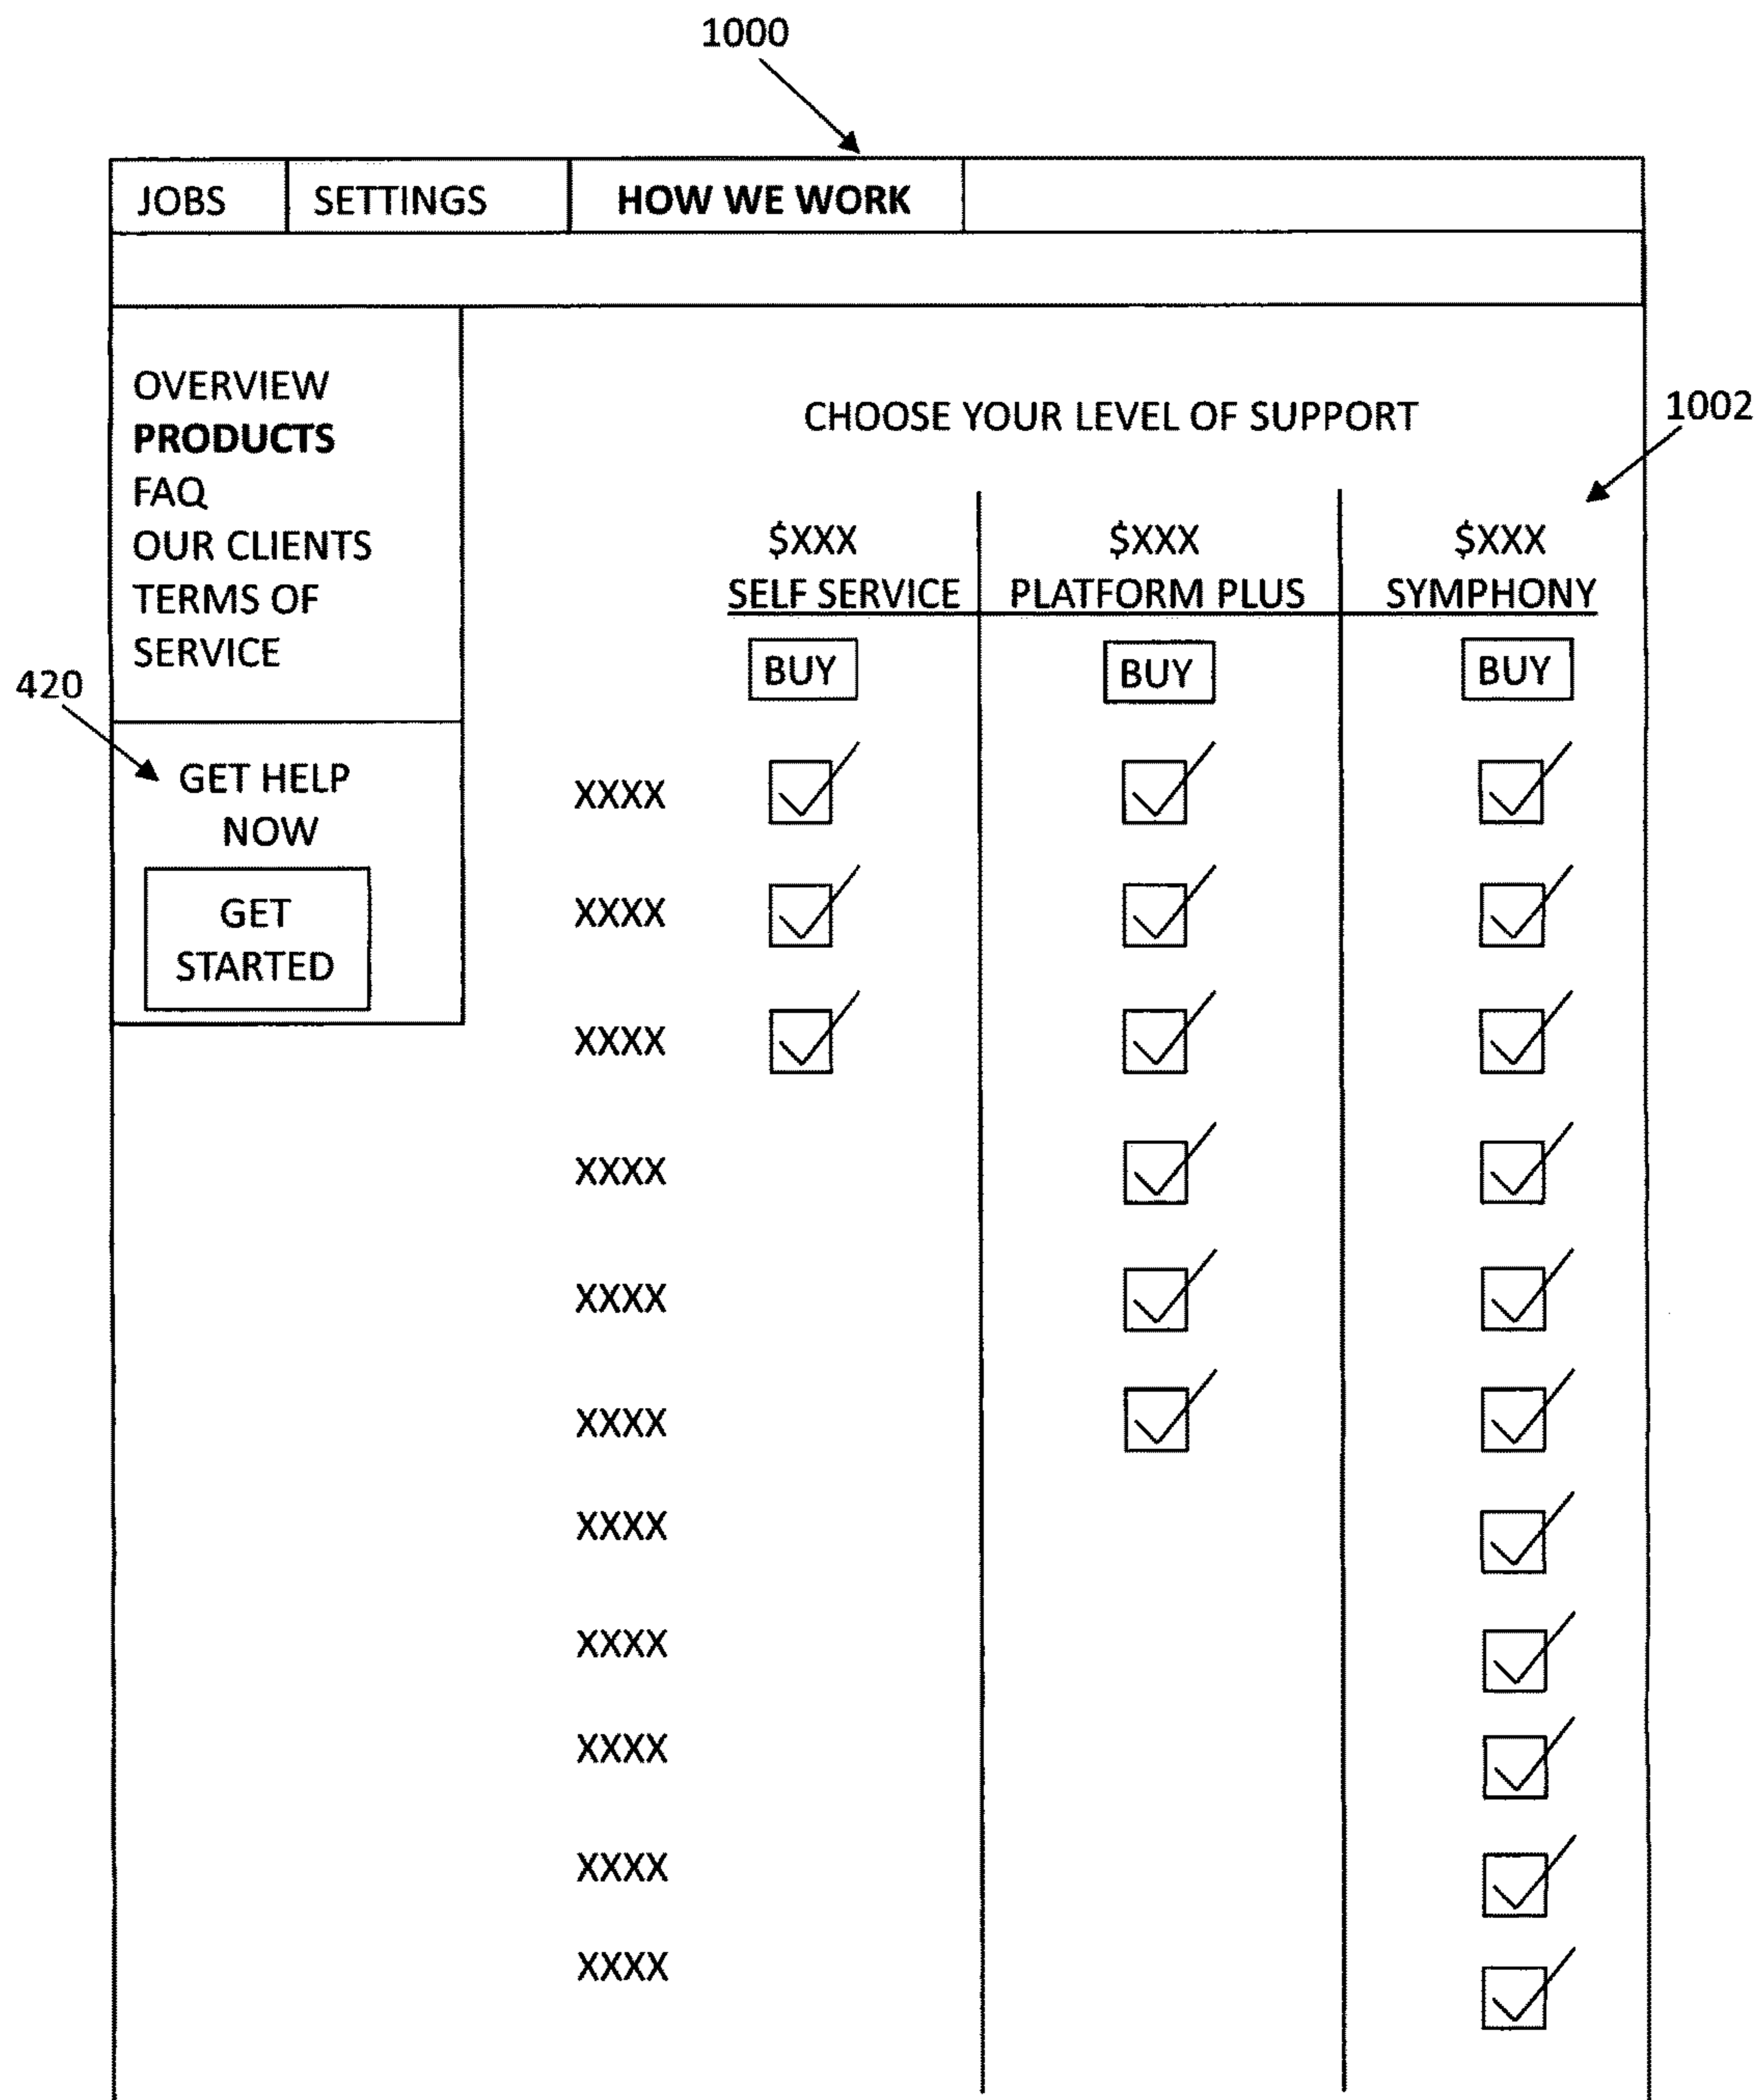 1000
JOBS SETTINGS HOW WE WORK
OVERVIEW
PRODUCTS
FAQ
OUR CLIENTS
TERMS OF
SERVICE
420
GET HELP
NOW
GET
STARTED
CHOOSE YOUR LEVEL OF SUPPORT
1002
$XXX $XXX $XXX
SELF SERVICE PLATFORM PLUS SYMPHONY
BUY BUY BUY
XXXX
XXXX
XXXX
XXXX
XXXX
XXXX
XXXX
XXXX
XXXX
XXXX
XXXX